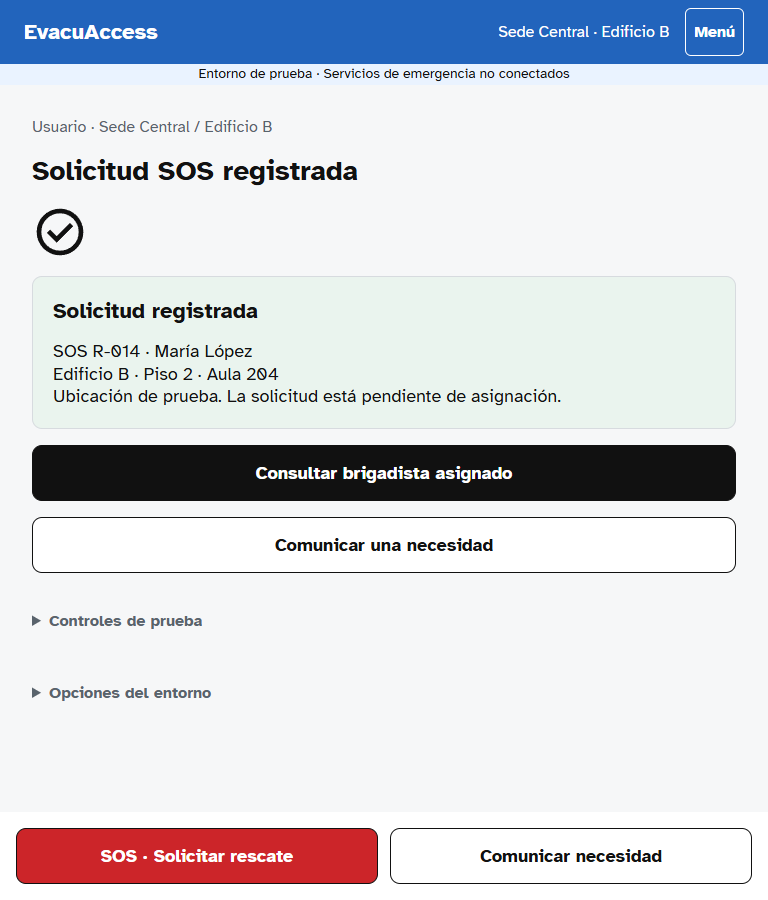 EvacuAccess
Sede Central · Edificio B
Menú
Entorno de prueba · Servicios de emergencia no conectados
Usuario · Sede Central / Edificio B
Solicitud SOS registrada
Solicitud registrada
SOS R-014 · María López
Edificio B · Piso 2 · Aula 204
Ubicación de prueba. La solicitud está pendiente de asignación.
Consultar brigadista asignado
Comunicar una necesidad
Controles de prueba
Opciones del entorno
SOS · Solicitar rescate
Comunicar necesidad